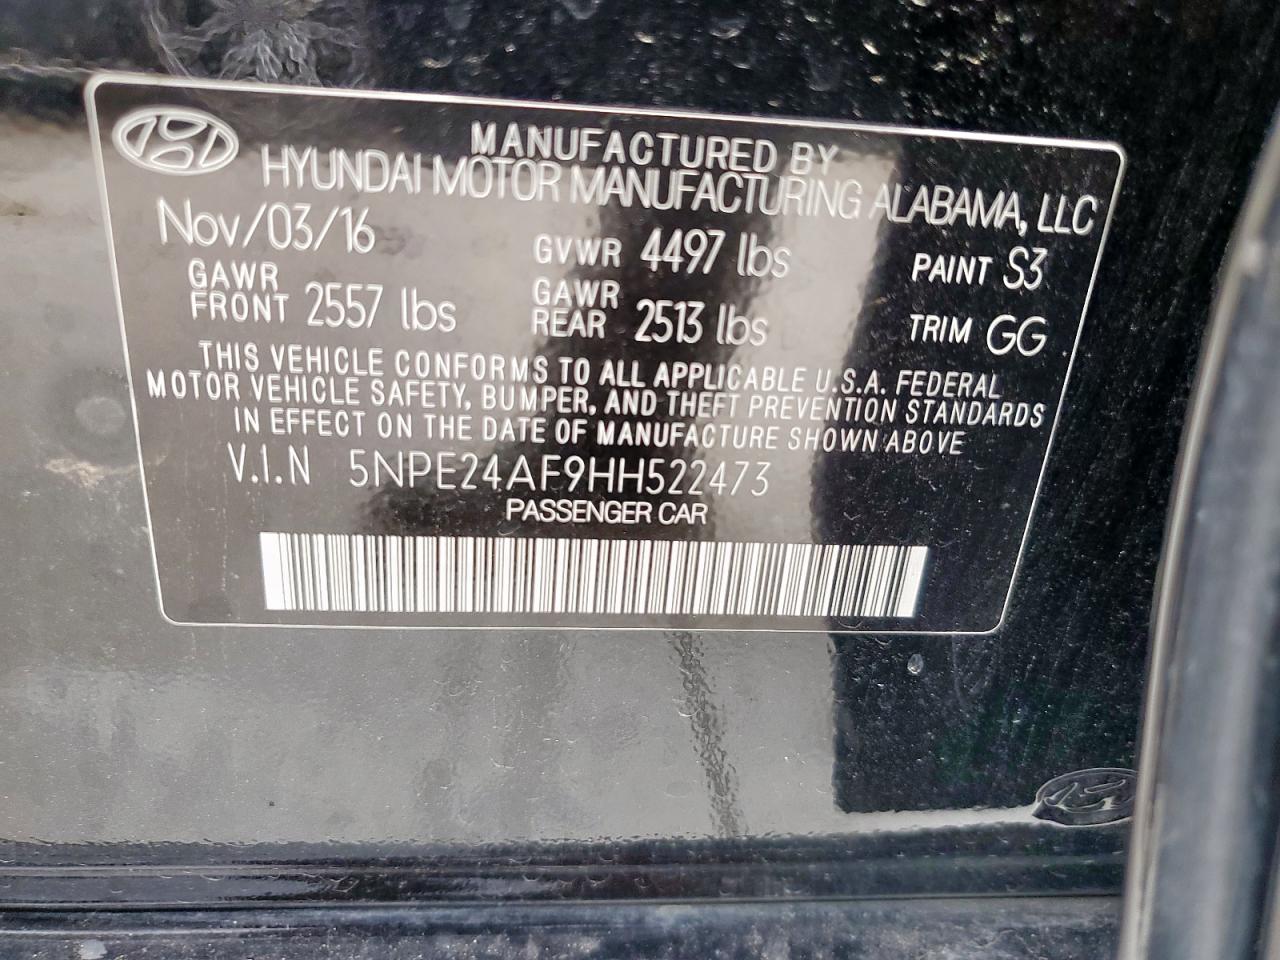 MANUFACTURED BY
HYUNDAI MOTOR MANUFACTURING ALABAMA, LLC
Nov/03/16 GVWR 4497 lbs PAINT S3
GAWR FRONT 2557 lbs GAWR REAR 2513 lbs TRIM GG
THIS VEHICLE CONFORMS TO ALL APPLICABLE U.S.A. FEDERAL
MOTOR VEHICLE SAFETY, BUMPER, AND THEFT PREVENTION STANDARDS
IN EFFECT ON THE DATE OF MANUFACTURE SHOWN ABOVE
V.I.N 5NPE24AF9HH522473
PASSENGER CAR